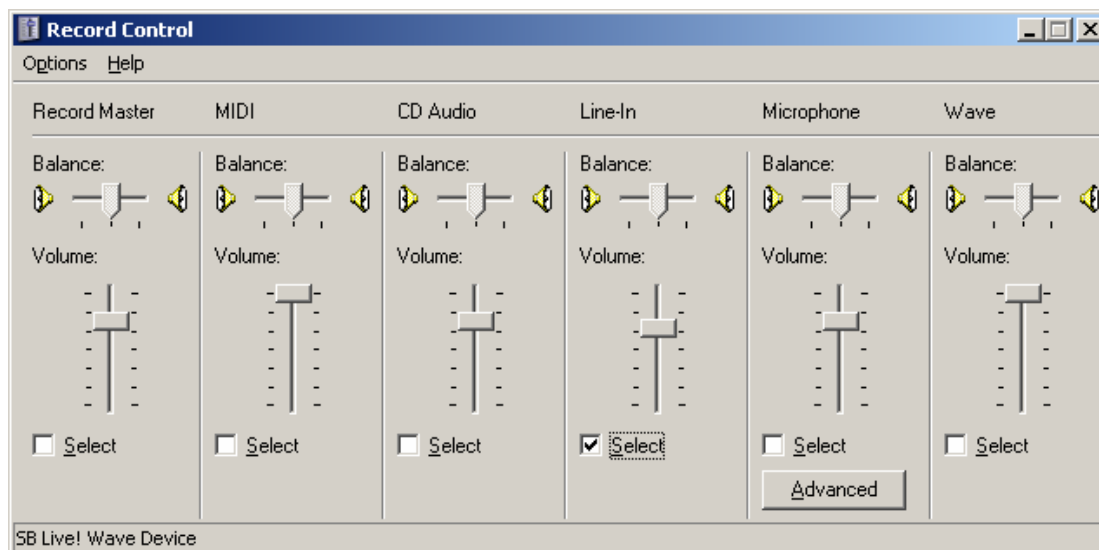 Record Control
Options Help
Record Master MIDI CD Audio Line-In Microphone Wave
Balance: Balance: Balance: Balance: Balance: Balance:
Volume: Volume: Volume: Volume: Volume: Volume:
Select Select Select Select Select Select
Advanced
SB Live! Wave Device